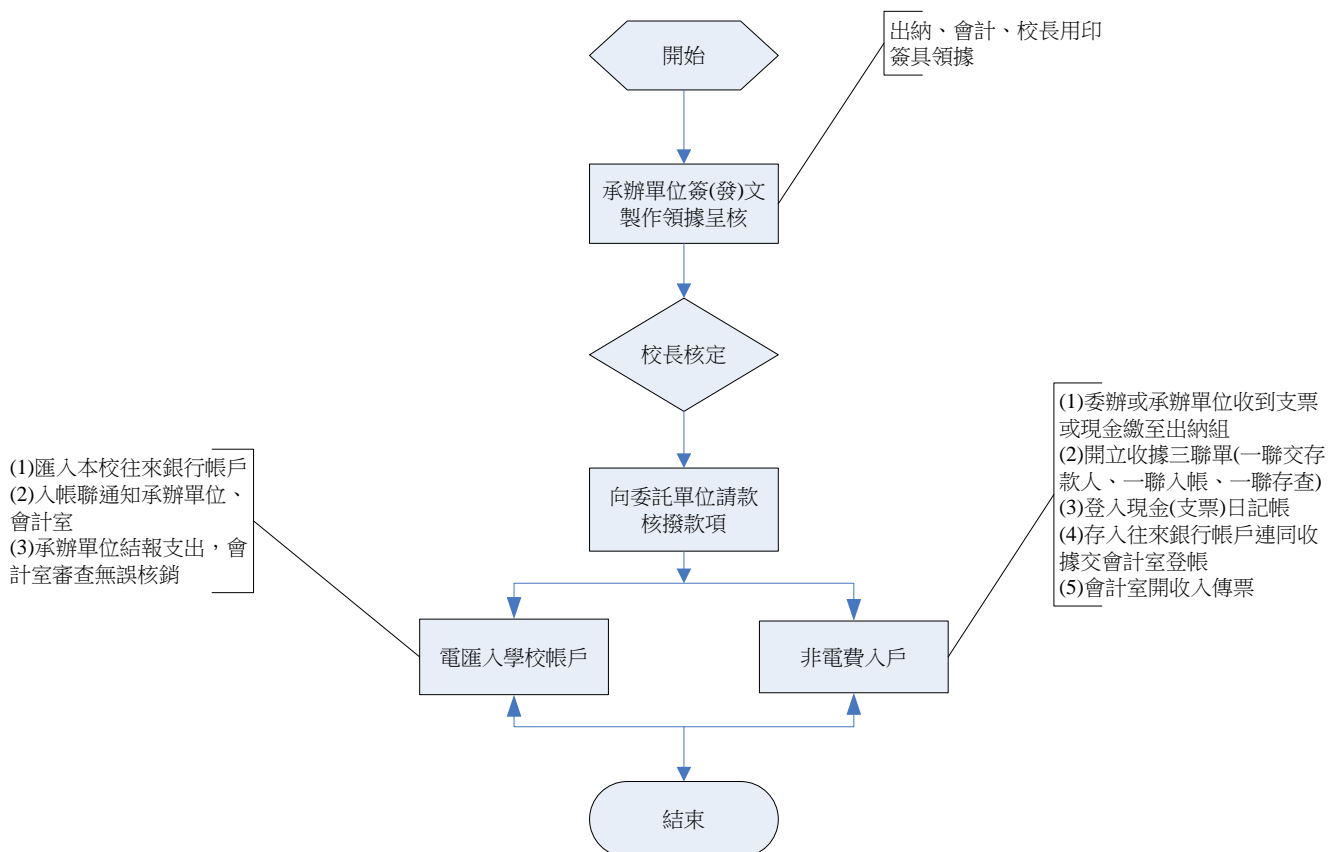 開始
出納、會計、校長用印
簽具領據
承辦單位簽(發)文
製作領據呈核
校長核定
向委託單位請款
核撥款項
(1)匯入本校往來銀行帳戶
(2)入帳聯通知承辦單位、
會計室
(3)承辦單位結報支出，會
計室審查無誤核銷
(1)委辦或承辦單位收到支票
或現金繳至出納組
(2)開立收據三聯單(一聯交存
款人、一聯入帳、一聯存查)
(3)登入現金(支票)日記帳
(4)存入往來銀行帳戶連同收
據交會計室登帳
(5)會計室開收入傳票
電匯入學校帳戶
非電費入戶
結束